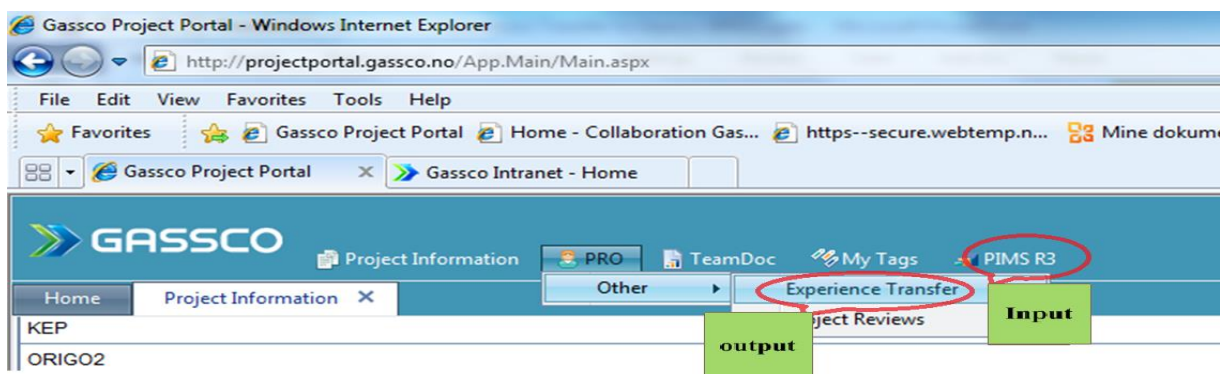 Gassco Project Portal - Windows Internet Explorer
http://projectportal.gassco.no/App.Main/Main.aspx
File Edit View Favorites Tools Help
Favorites Gassco Project Portal Home - Collaboration Gas... https--secure.webtemp.n... Mine dokume
Gassco Project Portal Gassco Intranet - Home
GASSCO Project Information PRO TeamDoc My Tags PIMS R3
Home Project Information Other Experience Transfer
KEP output ject Reviews Input
ORIGO2